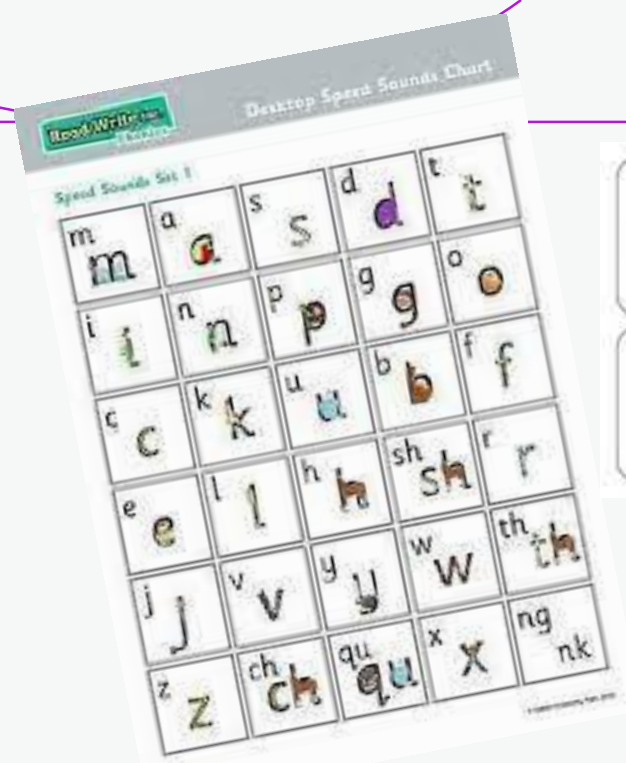 Desktop Speed Sounds Chart
Read Write Inc.
Phonics
Speed Sounds Set 1
m m a a s s d d t t
i i n n p p g g o o
c c k k u u b b f f
e e l l h h sh sh r r
j j v v y y w w th th
z z ch ch qu qu x x ng nk